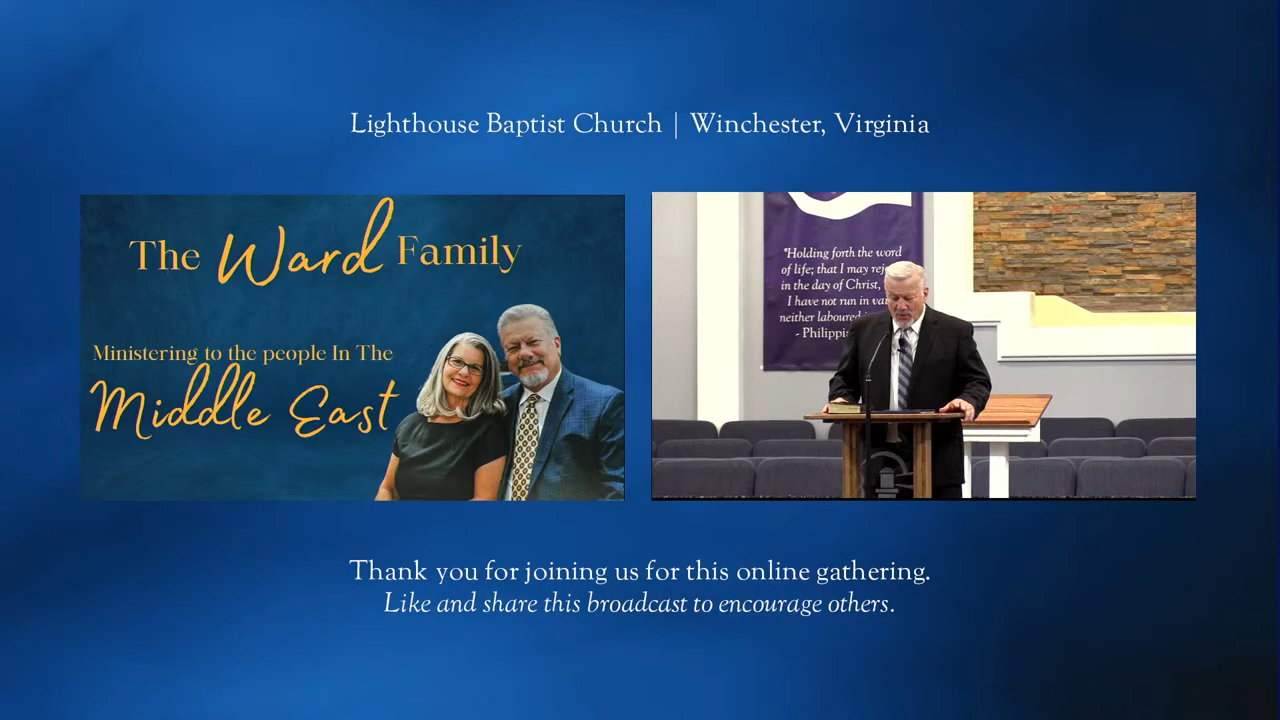 Lighthouse Baptist Church | Winchester, Virginia
The Ward Family
Ministering to the people In The
Middle East
"Holding forth the word
of life; that I may
in the day of Christ,
I have not run in
neither laboured
-
Thank you for joining us for this online gathering.
Like and share this broadcast to encourage others.